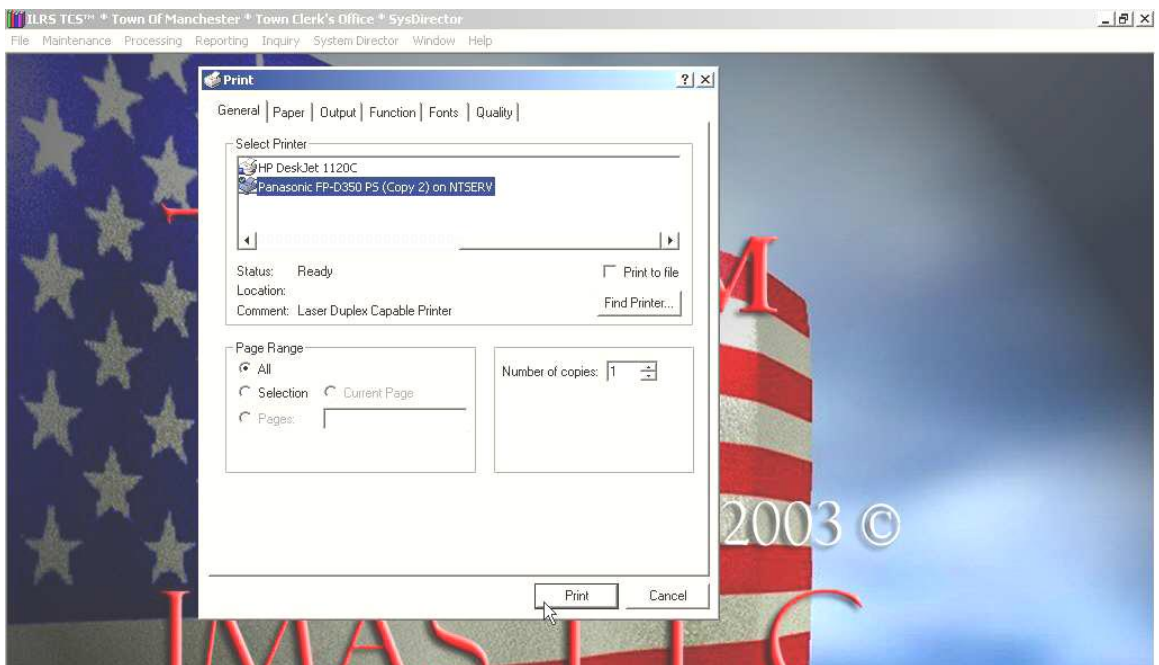 ILRS TCS™ * Town Of Manchester * Town Clerk's Office * SysDirector
File Maintenance Processing Reporting Inquiry System Director Window Help
Print
General Paper Output Function Fonts Quality
Select Printer
HP DeskJet 1120C
Panasonic FP-D350 PS (Copy 2) on NTSERV
Status: Ready
Print to file
Location:
Find Printer...
Comment: Laser Duplex Capable Printer
Page Range
All
Number of copies: 1
Selection Current Page
Pages:
2003 ©
Print Cancel
IMAS LLC